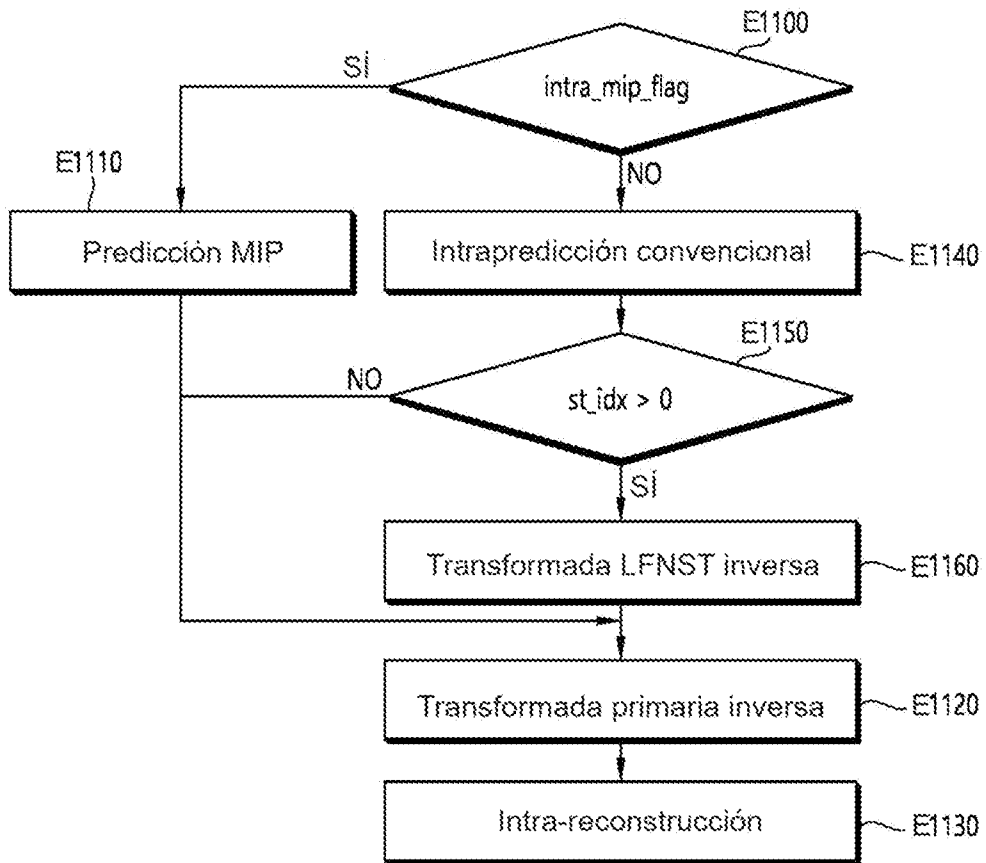 E1100
SÍ
intra_mip_flag
E1110
NO
Predicción MIP
Intrapredicción convencional
E1140
E1150
NO
st_idx > 0
SÍ
Transformada LFNST inversa
E1160
Transformada primaria inversa
E1120
Intra-reconstrucción
E1130